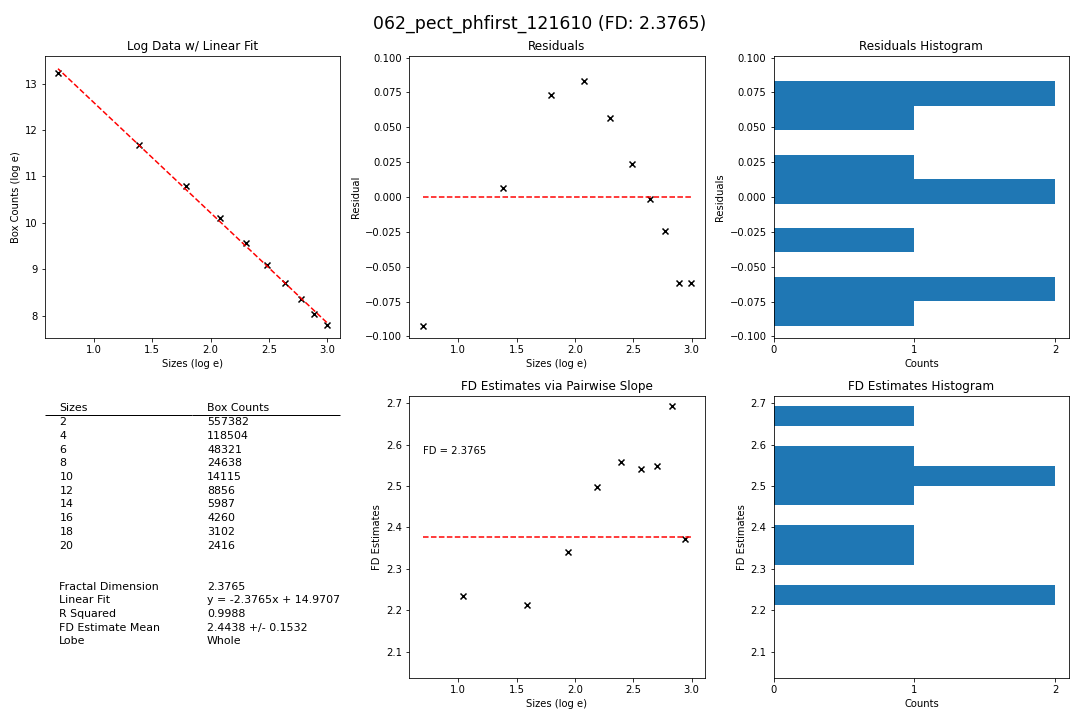 062_pect_phfirst_121610 (FD: 2.3765)
Log Data w/ Linear Fit
Box Counts (log e)
13
12
11
10
9
8
1.0 1.5 2.0 2.5 3.0
Sizes (log e)
Residuals
Residual
0.100
0.075
0.050
0.025
0.000
−0.025
−0.050
−0.075
−0.100
1.0 1.5 2.0 2.5 3.0
Sizes (log e)
Residuals Histogram
Residuals
0.100
0.075
0.050
0.025
0.000
−0.025
−0.050
−0.075
−0.100
0 1 2
Counts
Sizes Box Counts
2 557382
4 118504
6 48321
8 24638
10 14115
12 8856
14 5987
16 4260
18 3102
20 2416
Fractal Dimension 2.3765
Linear Fit y = -2.3765x + 14.9707
R Squared 0.9988
FD Estimate Mean 2.4438 +/- 0.1532
Lobe Whole
FD Estimates via Pairwise Slope
FD Estimates
2.7
2.6
2.5
2.4
2.3
2.2
2.1
FD = 2.3765
1.0 1.5 2.0 2.5 3.0
Sizes (log e)
FD Estimates Histogram
FD Estimates
2.7
2.6
2.5
2.4
2.3
2.2
2.1
0 1 2
Counts